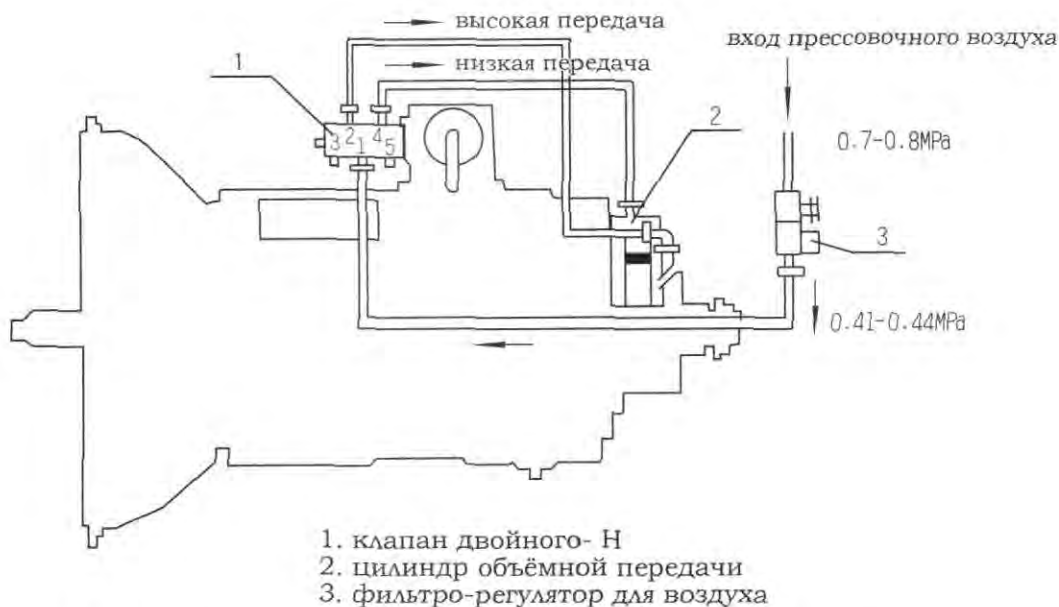 высокая передача
вход прессовочного воздуха
низкая передача
1
2
0.7-0.8MPa
3 2 1 4 5
3
0.41-0.44MPa
1. клапан двойного- Н
2. цилиндр объёмной передачи
3. фильтро-регулятор для воздуха